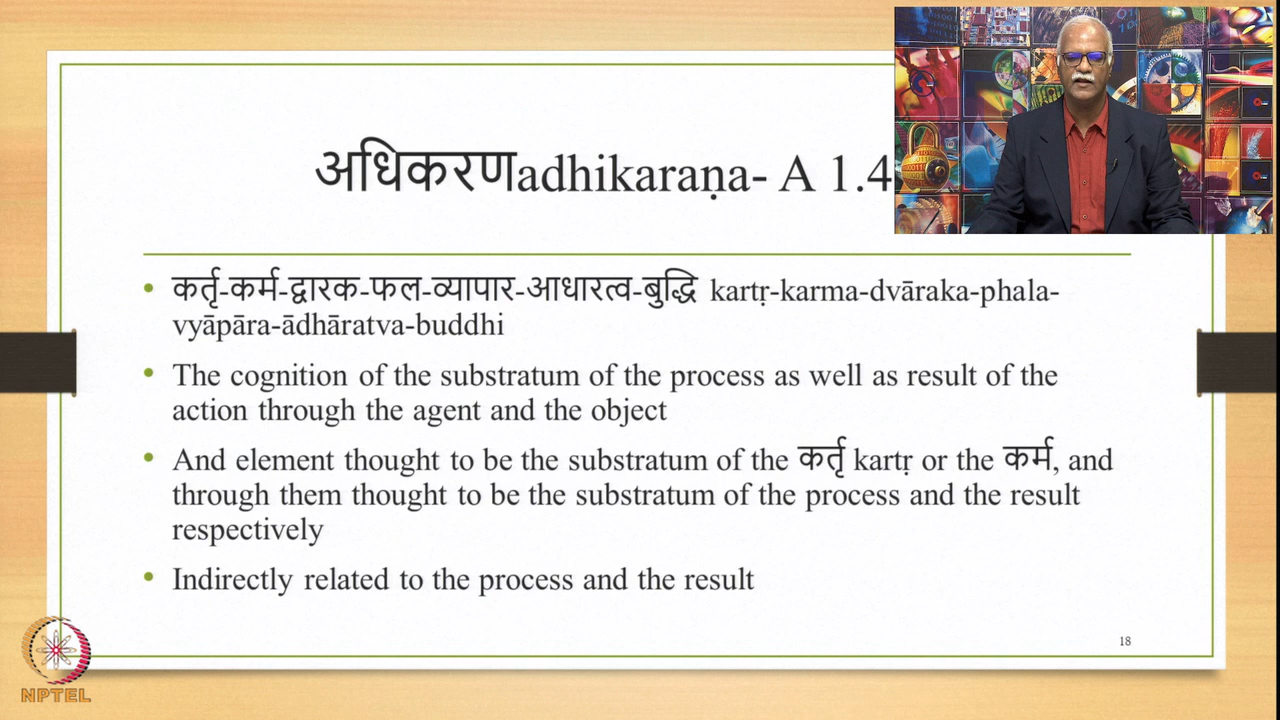 अधिकरणadhikaraṇa- A 1.4
कर्तृ-कर्म-द्वारक-फल-व्यापार-आधारत्व-बुद्धि kartṛ-karma-dvāraka-phala-
vyāpāra-ādhāratva-buddhi
The cognition of the substratum of the process as well as result of the
action through the agent and the object
And element thought to be the substratum of the कर्तृ kartṛ or the कर्म, and
through them thought to be the substratum of the process and the result
respectively
Indirectly related to the process and the result
18
NPTEL